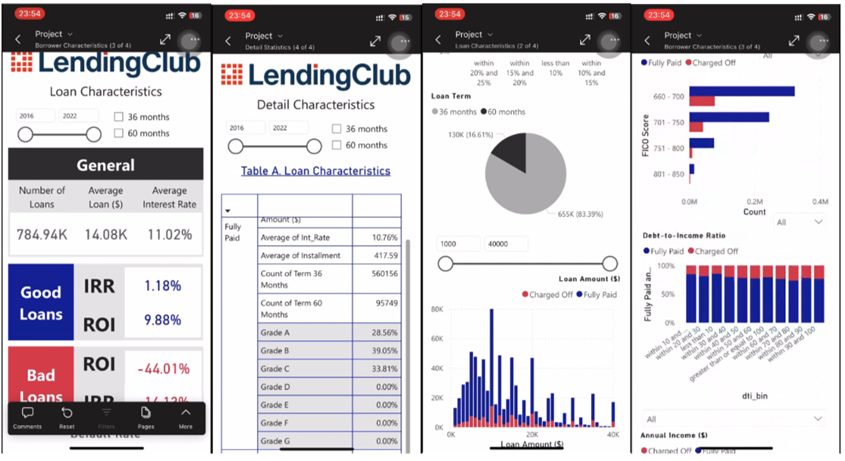 23:54
16
Project
Borrower Characteristics (3 of 4)
LendingClub
Loan Characteristics
2016
2022
36 months
60 months
General
Number of Loans
Average Loan ($)
Average Interest Rate
784.94K
14.08K
11.02%
Good Loans
IRR
1.18%
ROI
9.88%
Bad Loans
ROI
-44.01%
IRR
Comments
Reset
Filters
Pages
More
Default Rate
23:54
16
Project
Detail Statistics (4 of 4)
LendingClub
Detail Characteristics
2016
2022
36 months
60 months
Table A. Loan Characteristics
Fully Paid
Amount ($)
Average of Int_Rate
10.76%
Average of Installment
417.59
Count of Term 36 Months
560156
Count of Term 60 Months
95749
Grade A
28.56%
Grade B
39.05%
Grade C
33.81%
Grade D
0.00%
Grade E
0.00%
Grade F
0.00%
Grade G
0.00%
23:54
16
Project
Loan Characteristics (2 of 4)
within 20% and 25%
within 15% and 20%
less than 10%
within 10% and 15%
Loan Term
36 months
60 months
130K (16.61%)
655K (83.39%)
1000
40000
Loan Amount ($)
Charged Off
Fully Paid
80K
60K
40K
20K
0K
0K
20K
40K
Loan Amount ($)
23:54
16
Project
Borrower Characteristics (3 of 4)
All
Fully Paid
Charged Off
FICO Score
660 - 700
701 - 750
751 - 800
801 - 850
0.0M
0.2M
0.4M
Count
All
Debt-to-Income Ratio
Fully Paid
Charged Off
Fully Paid an...
100%
50%
0%
within 10 and ...
within 20 and 30
less than 10
within 30 and 40
within 40 and 50
within 50 and 60
greater than or equal to 100
within 60 and 70
within 70 and 80
within 80 and 90
within 90 and 100
dti_bin
All
Annual Income ($)
Charged Off
Fully Paid